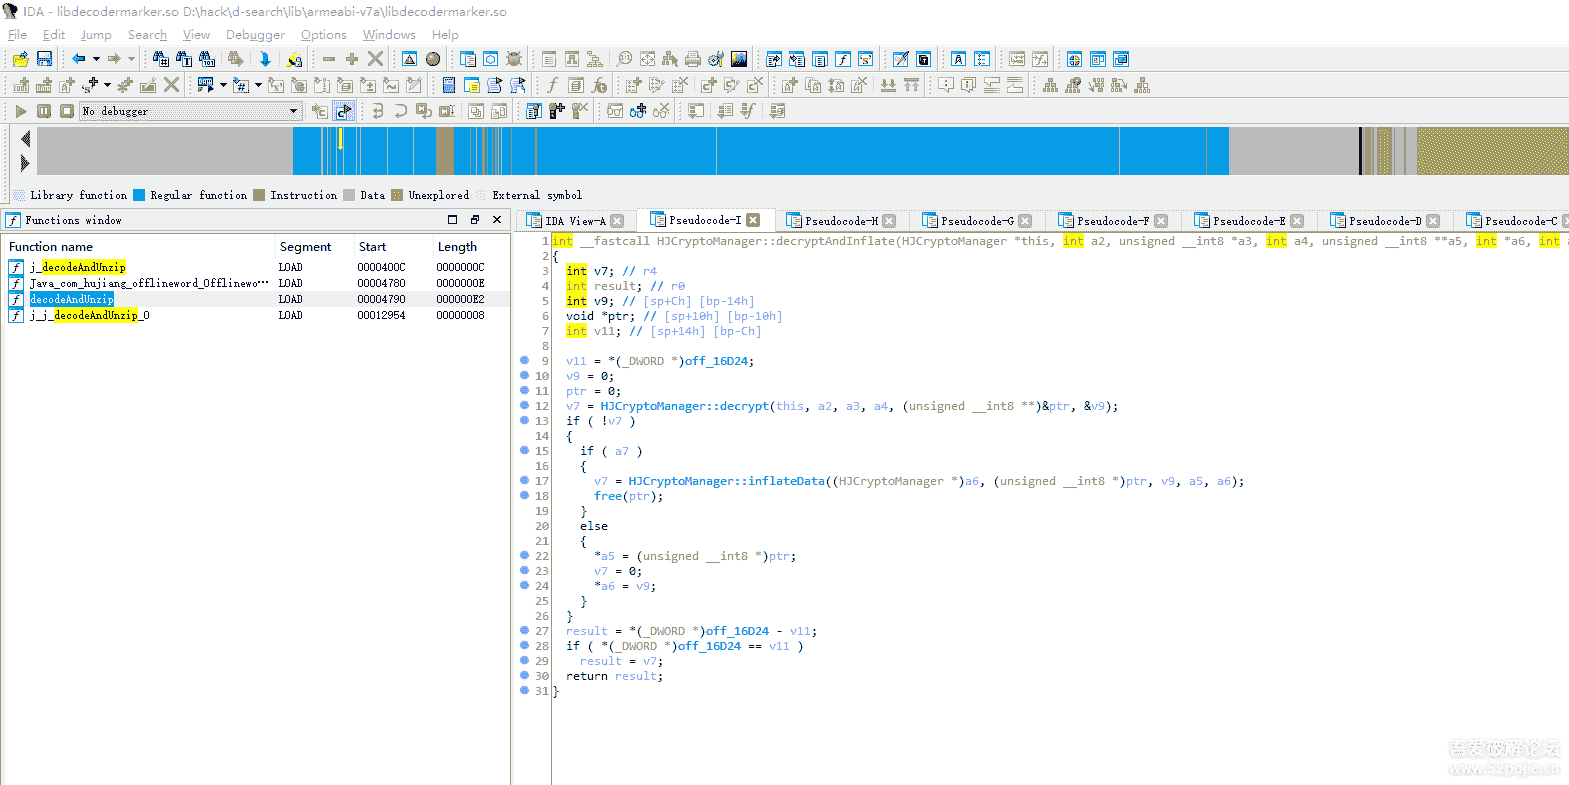 IDA - libdecodermarker.so D:\hack\d-search\lib\armeabi-v7a\libdecodermarker.so
File Edit Jump Search View Debugger Options Windows Help
No debugger
Library function Regular function Instruction Data Unexplored External symbol
Functions window
Function name Segment Start Length
j_decodeAndUnzip LOAD 0000400C 0000000C
Java_com_hujiang_offlineword_Offlinewo··· LOAD 00004780 0000000E
decodeAndUnzip LOAD 00004790 000000E2
j_j_decodeAndUnzip_0 LOAD 00012954 00000008
IDA View-A Pseudocode-I Pseudocode-H Pseudocode-G Pseudocode-F Pseudocode-E Pseudocode-D Pseudocode-C
1 int __fastcall HJCryptoManager::decryptAndInflate(HJCryptoManager *this, int a2, unsigned __int8 *a3, int a4, unsigned __int8 **a5, int *a6, int
2 {
3 int v7; // r4
4 int result; // r0
5 int v9; // [sp+Ch] [bp-14h]
6 void *ptr; // [sp+10h] [bp-10h]
7 int v11; // [sp+14h] [bp-Ch]
8
9 v11 = *(_DWORD *)off_16D24;
10 v9 = 0;
11 ptr = 0;
12 v7 = HJCryptoManager::decrypt(this, a2, a3, a4, (unsigned __int8 **)&ptr, &v9);
13 if ( !v7 )
14 {
15 if ( a7 )
16 {
17 v7 = HJCryptoManager::inflateData((HJCryptoManager *)a6, (unsigned __int8 *)ptr, v9, a5, a6);
18 free(ptr);
19 }
20 else
21 {
22 *a5 = (unsigned __int8 *)ptr;
23 v7 = 0;
24 *a6 = v9;
25 }
26 }
27 result = *(_DWORD *)off_16D24 - v11;
28 if ( *(_DWORD *)off_16D24 == v11 )
29 result = v7;
30 return result;
31 }
吾爱破解论坛
www.52pojie.cn